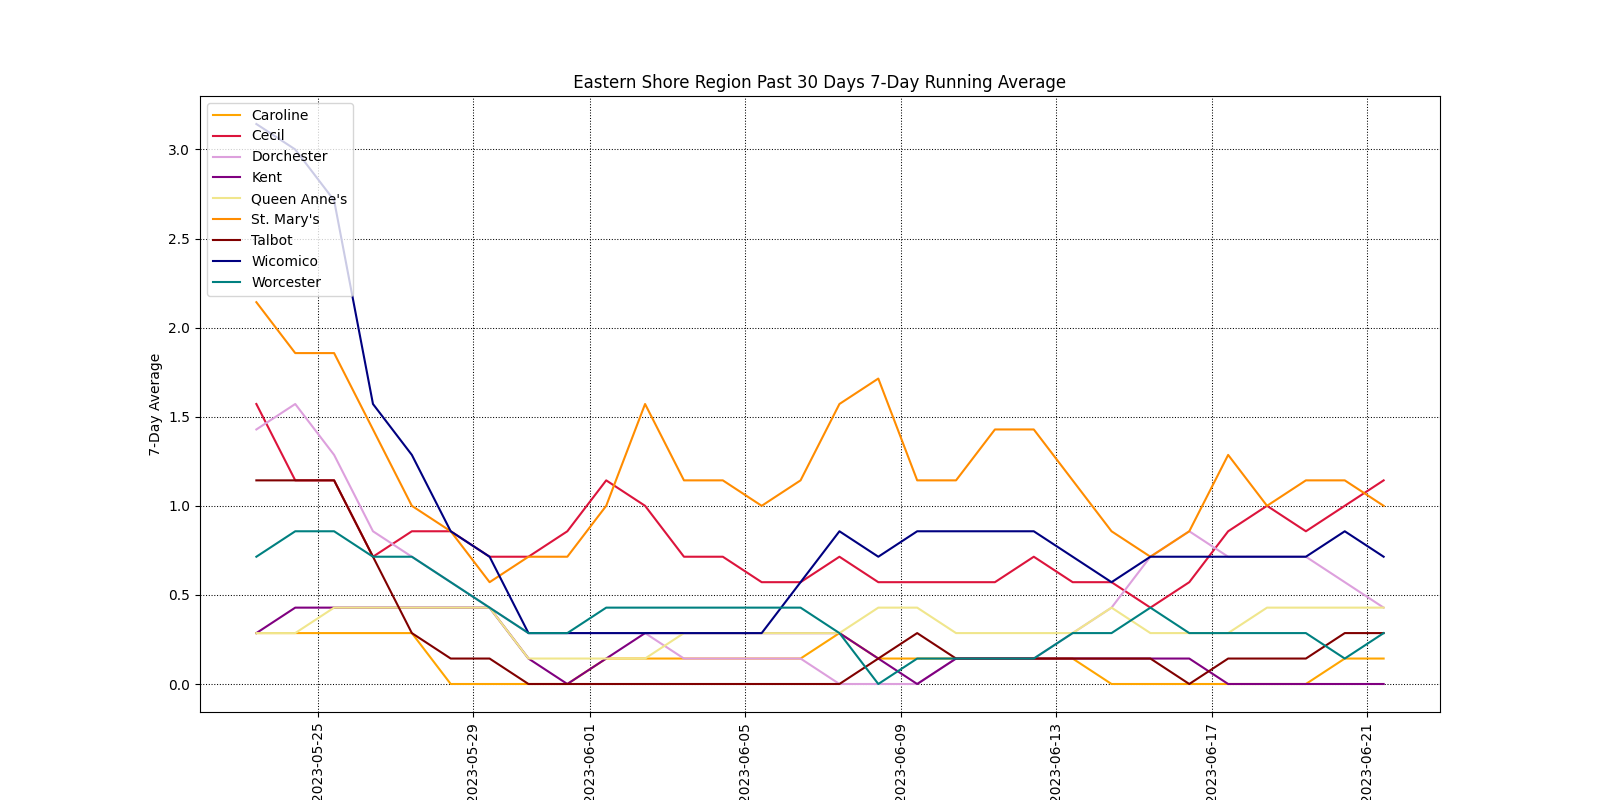 Eastern Shore Region Past 30 Days 7-Day Running Average
Caroline
Cecil
Dorchester
Kent
Queen Anne's
St. Mary's
Talbot
Wicomico
Worcester
3.0
2.5
2.0
1.5
1.0
0.5
0.0
7-Day Average
2023-05-25
2023-05-29
2023-06-01
2023-06-05
2023-06-09
2023-06-13
2023-06-17
2023-06-21